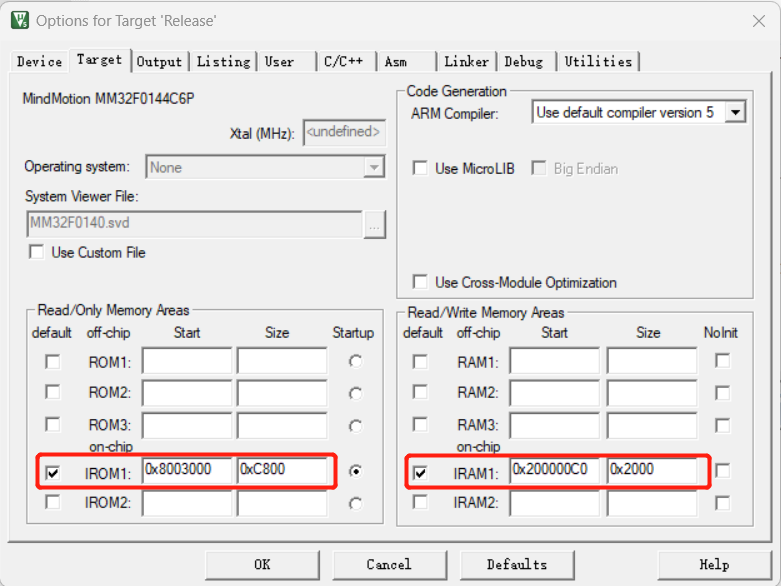 Options for Target 'Release'
Device Target Output Listing User C/C++ Asm Linker Debug Utilities
MindMotion MM32F0144C6P
Xtal (MHz): <undefined>
Operating system: None
System Viewer File:
MM32F0140.svd
...
Use Custom File
Code Generation
ARM Compiler: Use default compiler version 5
Use MicroLIB Big Endian
Use Cross-Module Optimization
Read/Only Memory Areas
default off-chip Start Size Startup
ROM1:
ROM2:
ROM3:
on-chip
IROM1: 0x8003000 0xC800
IROM2:
Read/Write Memory Areas
default off-chip Start Size NoInit
RAM1:
RAM2:
RAM3:
on-chip
IRAM1: 0x200000C0 0x2000
IRAM2:
OK Cancel Defaults Help